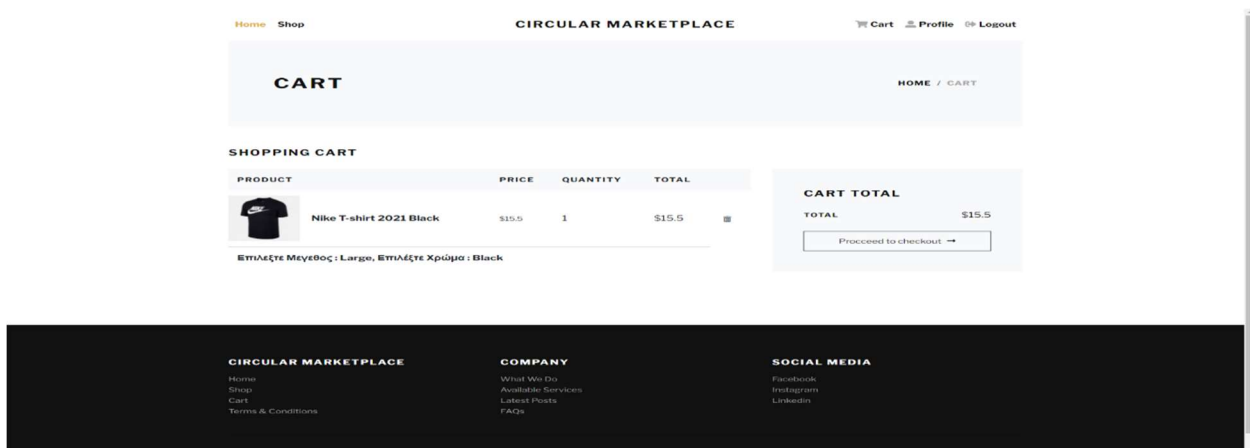 Home Shop CIRCULAR MARKETPLACE Cart Profile Logout
CART HOME / CART
SHOPPING CART
PRODUCT PRICE QUANTITY TOTAL
Nike T-shirt 2021 Black $15.5 1 $15.5
Επιλεξτε Μεγεθος : Large, Επιλέξτε Χρώμα : Black
CART TOTAL
TOTAL $15.5
Procceed to checkout →
CIRCULAR MARKETPLACE
Home
Shop
Cart
Terms & Conditions
COMPANY
What We Do
Available Services
Latest Posts
FAQs
SOCIAL MEDIA
Facebook
Instagram
Linkedin